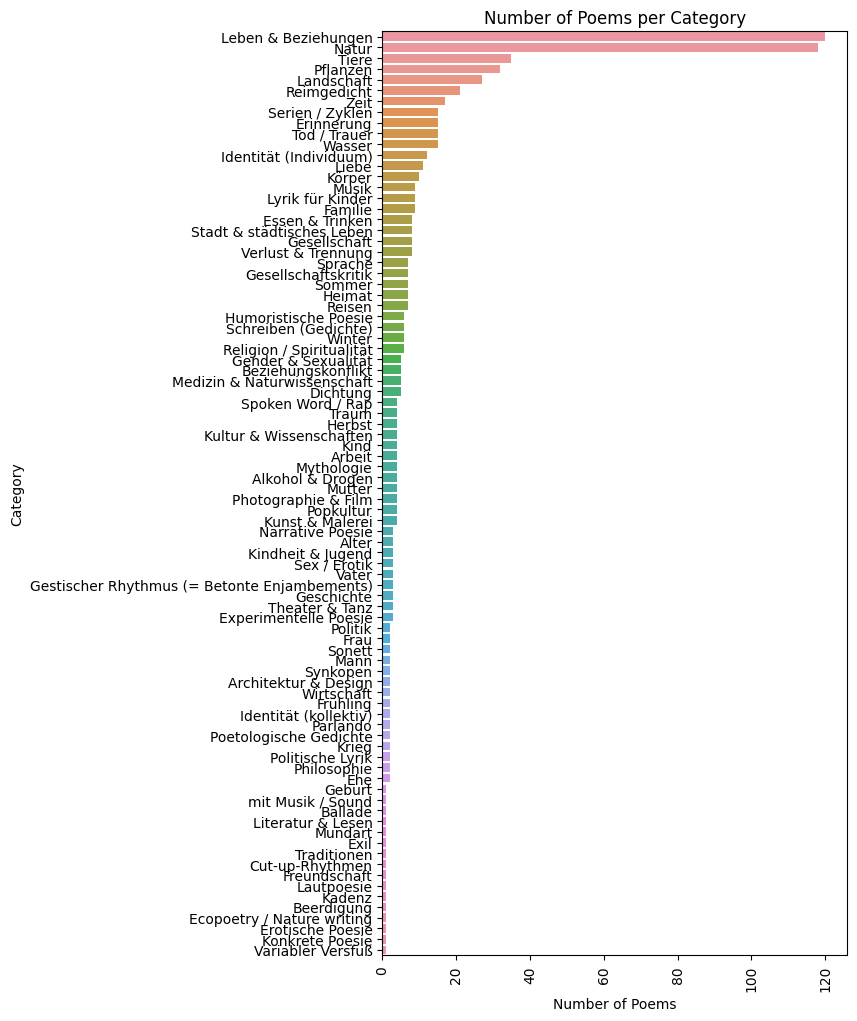 Number of Poems per Category
Leben & Beziehungen
Natur
Tiere
Pflanzen
Landschaft
Reimgedicht
Zeit
Serien / Zyklen
Erinnerung
Tod / Trauer
Wasser
Identität (Individuum)
Liebe
Körper
Musik
Lyrik für Kinder
Familie
Essen & Trinken
Stadt & städtisches Leben
Gesellschaft
Verlust & Trennung
Sprache
Gesellschaftskritik
Sommer
Heimat
Reisen
Humoristische Poesie
Schreiben (Gedichte)
Winter
Religion / Spiritualität
Gender & Sexualität
Beziehungskonflikt
Medizin & Naturwissenschaft
Dichtung
Spoken Word / Rap
Traum
Herbst
Kultur & Wissenschaften
Kind
Arbeit
Mythologie
Alkohol & Drogen
Mutter
Photographie & Film
Popkultur
Kunst & Malerei
Narrative Poesie
Alter
Kindheit & Jugend
Sex / Erotik
Vater
Gestischer Rhythmus (= Betonte Enjambements)
Geschichte
Theater & Tanz
Experimentelle Poesie
Politik
Frau
Sonett
Mann
Synkopen
Architektur & Design
Wirtschaft
Frühling
Identität (kollektiv)
Parlando
Poetologische Gedichte
Krieg
Politische Lyrik
Philosophie
Ehe
Geburt
mit Musik / Sound
Ballade
Literatur & Lesen
Mundart
Exil
Traditionen
Cut-up-Rhythmen
Freundschaft
Lautpoesie
Kadenz
Beerdigung
Ecopoetry / Nature writing
Erotische Poesie
Konkrete Poesie
Variabler Versfuß
Category
0 20 40 60 80 100 120
Number of Poems